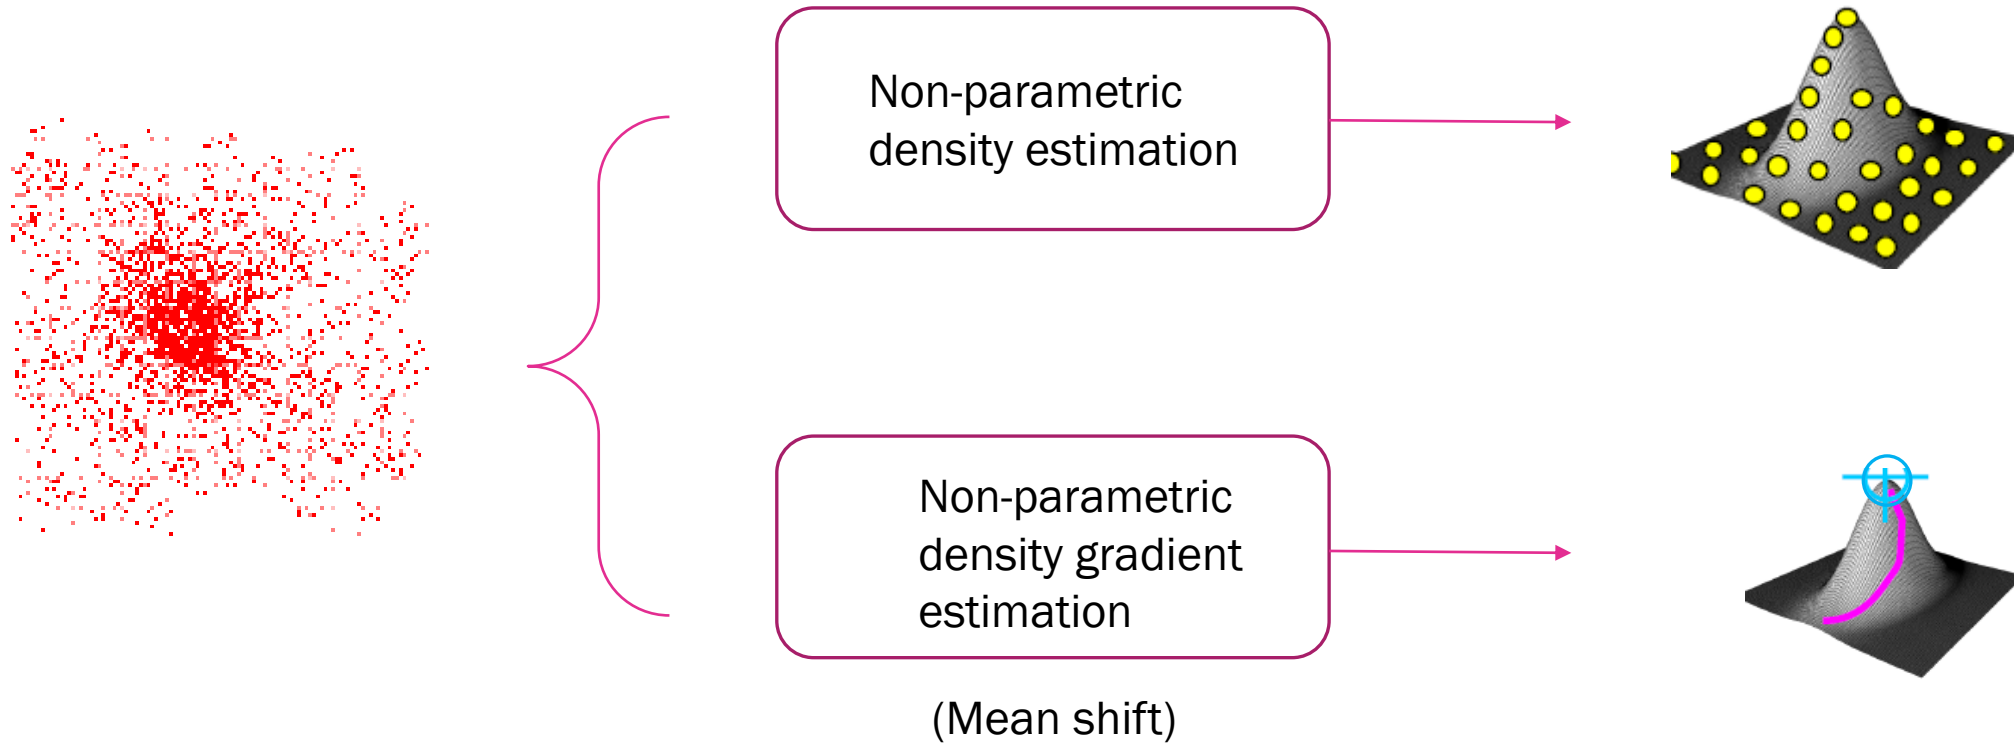 Non-parametric
density estimation
Non-parametric
density gradient
estimation
(Mean shift)